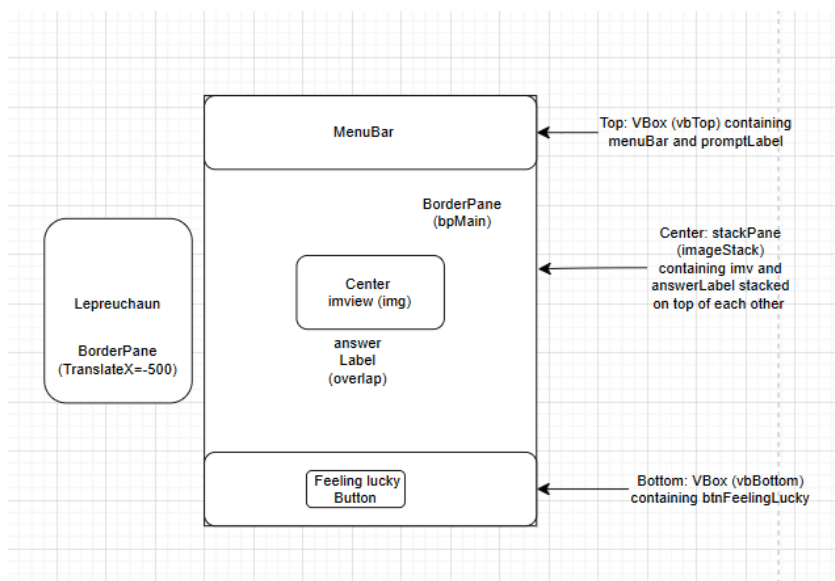 MenuBar
Top: VBox (vbTop) containing
menuBar and promptLabel
BorderPane
(bpMain)
Center: stackPane
(imageStack)
containing imv and
answerLabel stacked
on top of each other
Center
imview (img)
answer
Label
(overlap)
Lepreuchaun
BorderPane
(TranslateX=-500)
Feeling lucky
Button
Bottom: VBox (vbBottom)
containing btnFeelingLucky